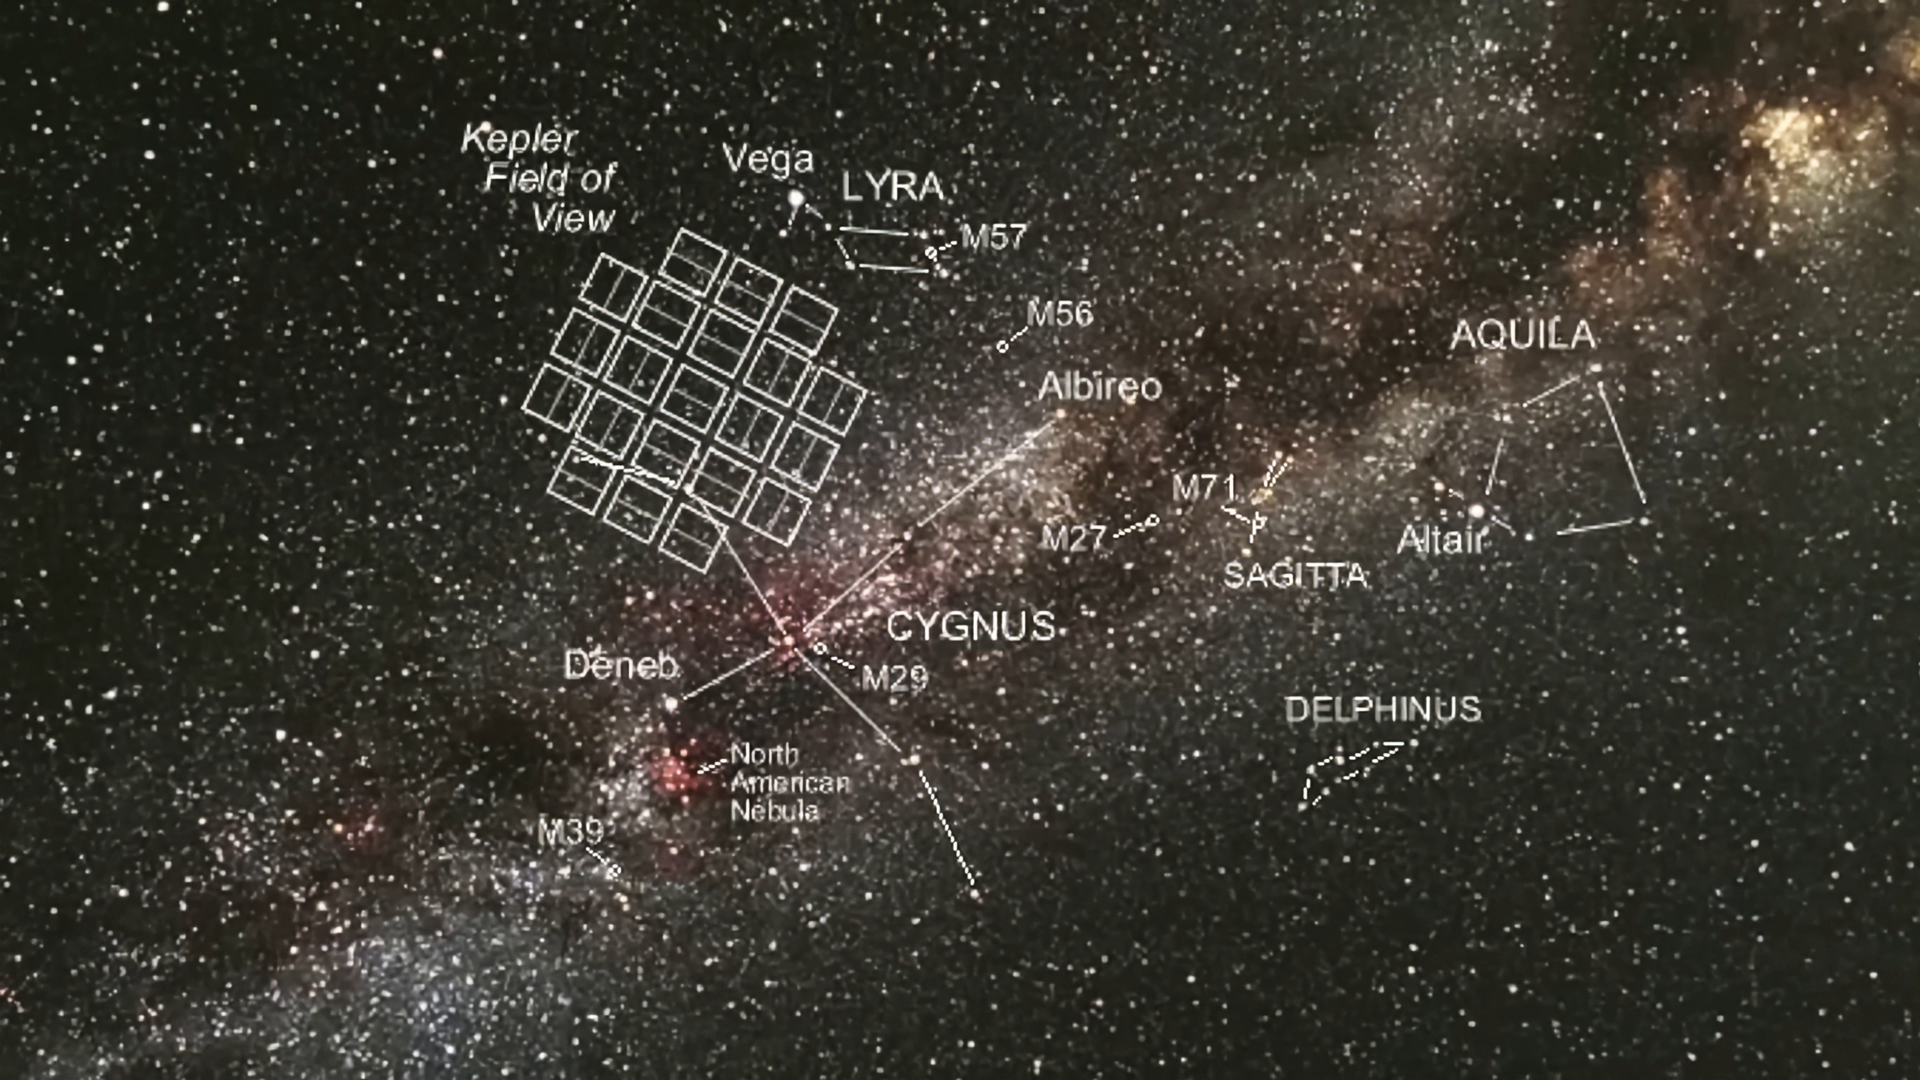 Kepler
Field of
View
Vega
LYRA
M57
M56
AQUILA
Albireo
M71
M27
Altair
SAGITTA
CYGNUS
Deneb
M29
DELPHINUS
North
American
Nebula
M39